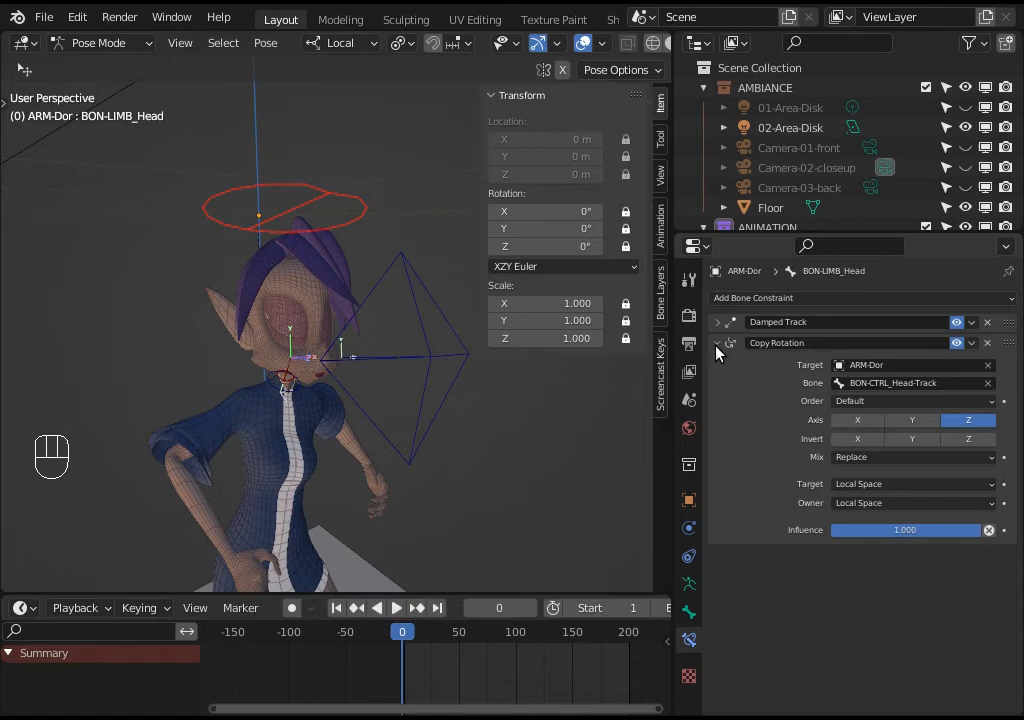 File Edit Render Window Help Layout Modeling Sculpting UV Editing Texture Paint Sh Scene ViewLayer
Pose Mode View Select Pose Local
X Pose Options
User Perspective
(0) ARM-Dor : BON-LIMB_Head
Transform
Location:
X 0 m
Y 0 m
Z 0 m
Rotation:
X 0°
Y 0°
Z 0°
XZY Euler
Scale:
X 1.000
Y 1.000
Z 1.000
Item
Tool
View
Animation
Bone Layers
Screencast Keys
Y
X
Scene Collection
AMBIANCE
01-Area-Disk
02-Area-Disk
Camera-01-front
Camera-02-closeup
Camera-03-back
Floor
ANIMATION
ARM-Dor BON-LIMB_Head
Add Bone Constraint
Damped Track
Copy Rotation
Target ARM-Dor
Bone BON-CTRL_Head-Track
Order Default
Axis X Y Z
Invert X Y Z
Mix Replace
Target Local Space
Owner Local Space
Influence 1.000
Playback Keying View Marker 0 Start 1 E
-150 -100 -50 0 50 100 150 200
Summary